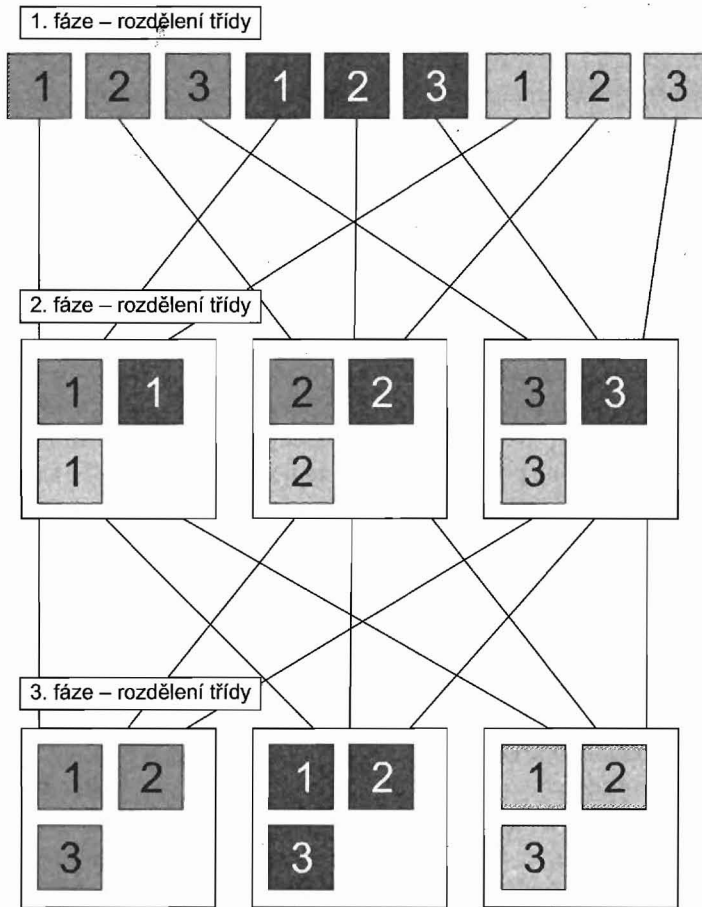 1. fáze – rozdělení třídy
1 2 3 1 2 3 1 2 3
2. fáze – rozdělení třídy
1 1 2 2 3 3
1 2 3
3. fáze – rozdělení třídy
1 2 1 2 1 2
3 3 3